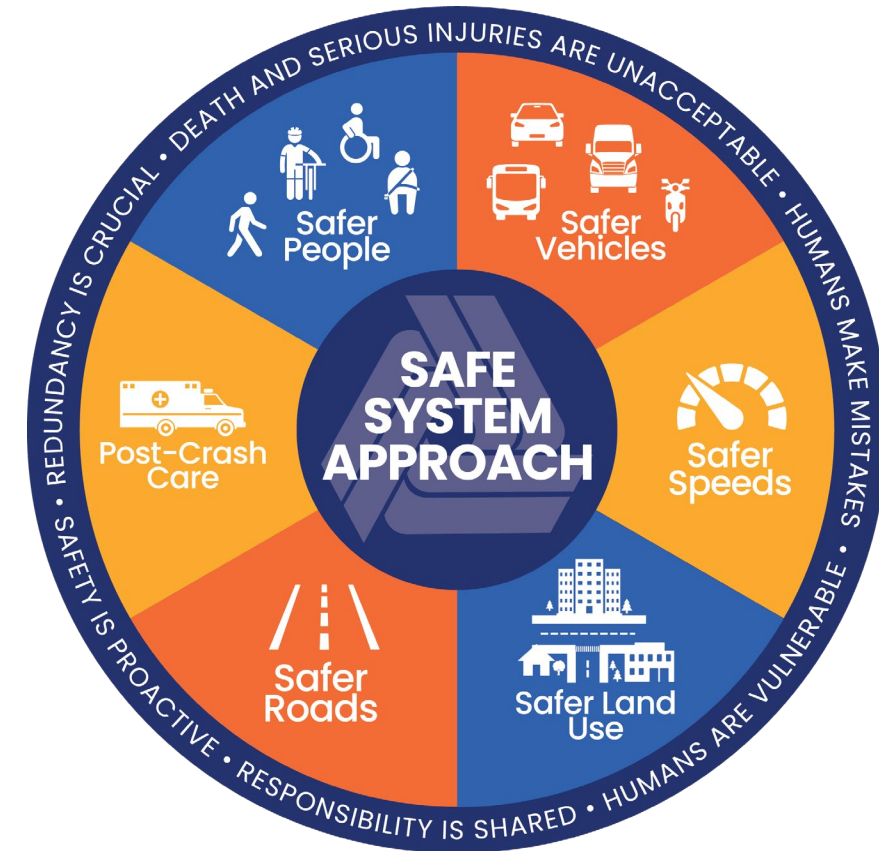 DEATH AND SERIOUS INJURIES ARE UNACCEPTABLE • HUMANS MAKE MISTAKES • HUMANS ARE VULNERABLE • RESPONSIBILITY IS SHARED • SAFETY IS PROACTIVE • REDUNDANCY IS CRUCIAL •
Safer
People
Safer
Vehicles
SAFE
SYSTEM
APPROACH
Post-Crash
Care
Safer
Speeds
Safer
Roads
Safer Land
Use